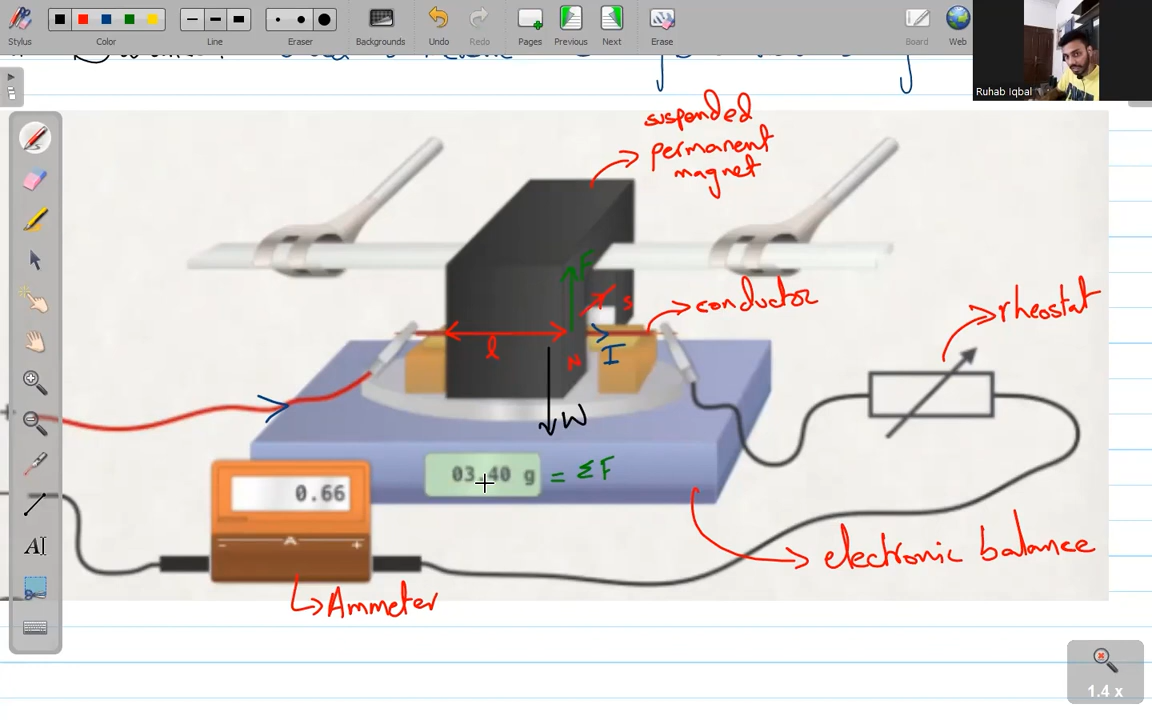 Stylus
Color
Line
Eraser
Backgrounds
Undo
Redo
Pages
Previous
Next
Erase
Board
Web
Ruhab Iqbal
suspended
permanent
magnet
F
S
conductor
rheostat
l
N
I
W
03.40 g = ΣF
0.66
- A +
electronic balance
Ammeter
AI
1.4 x